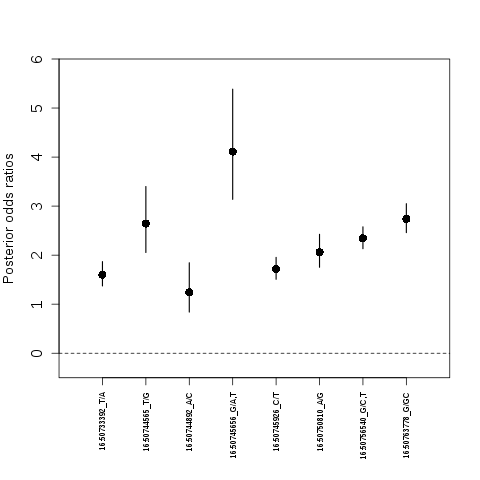 Posterior odds ratios
6
5
4
3
2
1
0
16:50733392_T/A
16:50744565_T/G
16:50744892_A/C
16:50745656_G/A,T
16:50745926_C/T
16:50750810_A/G
16:50756540_G/C,T
16:50763778_G/GC